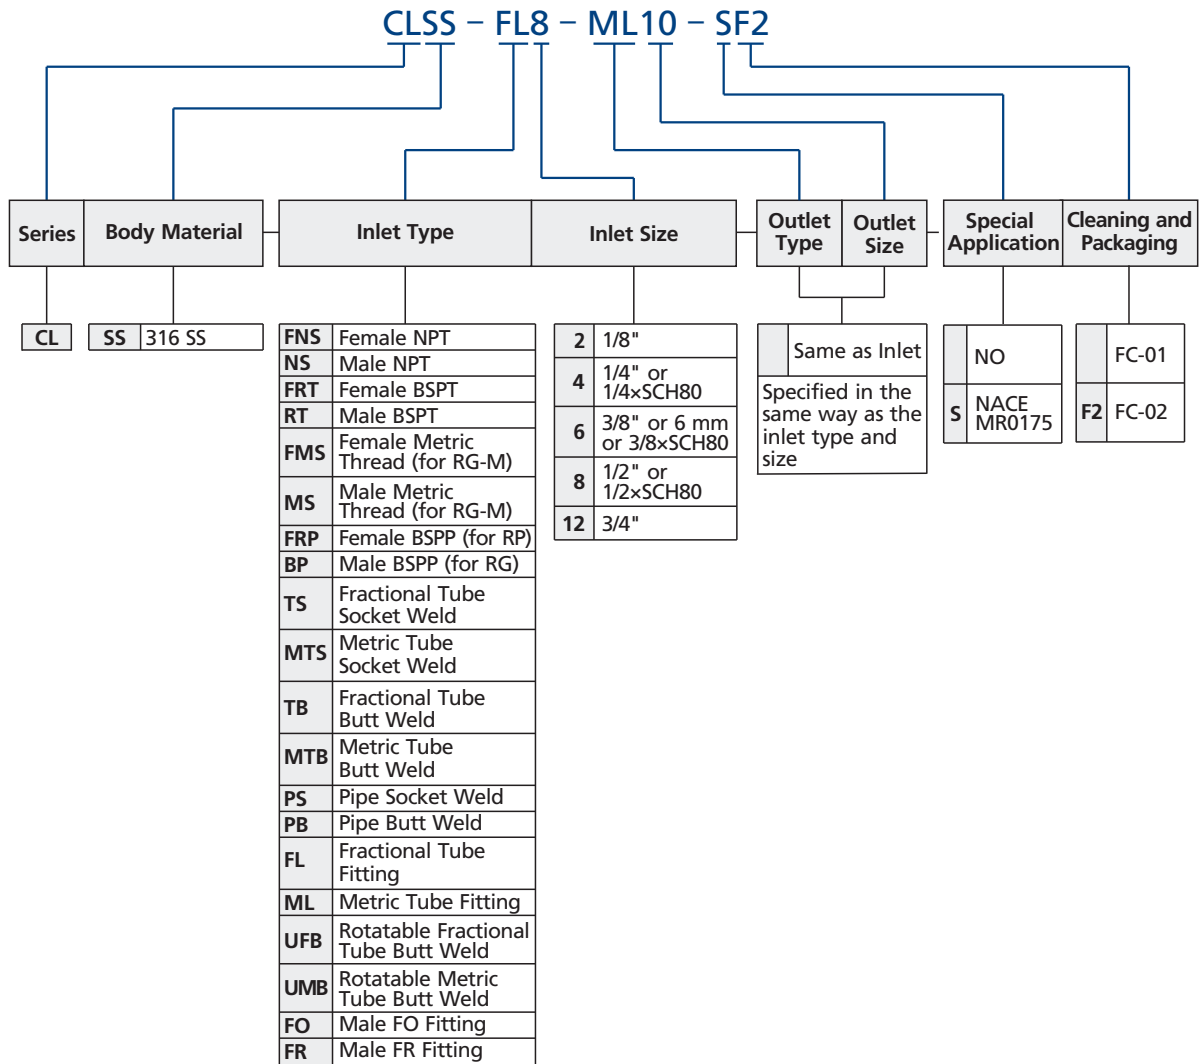 CLSS – FL8 – ML10 – SF2
Series
Body Material
Inlet Type
Inlet Size
Outlet
Type
Outlet
Size
Special
Application
Cleaning and
Packaging
CL
SS 316 SS
FNS Female NPT
NS Male NPT
FRT Female BSPT
RT Male BSPT
FMS Female Metric
Thread (for RG-M)
MS Male Metric
Thread (for RG-M)
FRP Female BSPP (for RP)
BP Male BSPP (for RG)
TS Fractional Tube
Socket Weld
MTS Metric Tube
Socket Weld
TB Fractional Tube
Butt Weld
MTB Metric Tube
Butt Weld
PS Pipe Socket Weld
PB Pipe Butt Weld
FL Fractional Tube
Fitting
ML Metric Tube Fitting
UFB Rotatable Fractional
Tube Butt Weld
UMB Rotatable Metric
Tube Butt Weld
FO Male FO Fitting
FR Male FR Fitting
2 1/8"
4 1/4" or
1/4×SCH80
6 3/8" or 6 mm
or 3/8×SCH80
8 1/2" or
1/2×SCH80
12 3/4"
Same as Inlet
Specified in the
same way as the
inlet type and
size
NO
S NACE
MR0175
FC-01
F2 FC-02